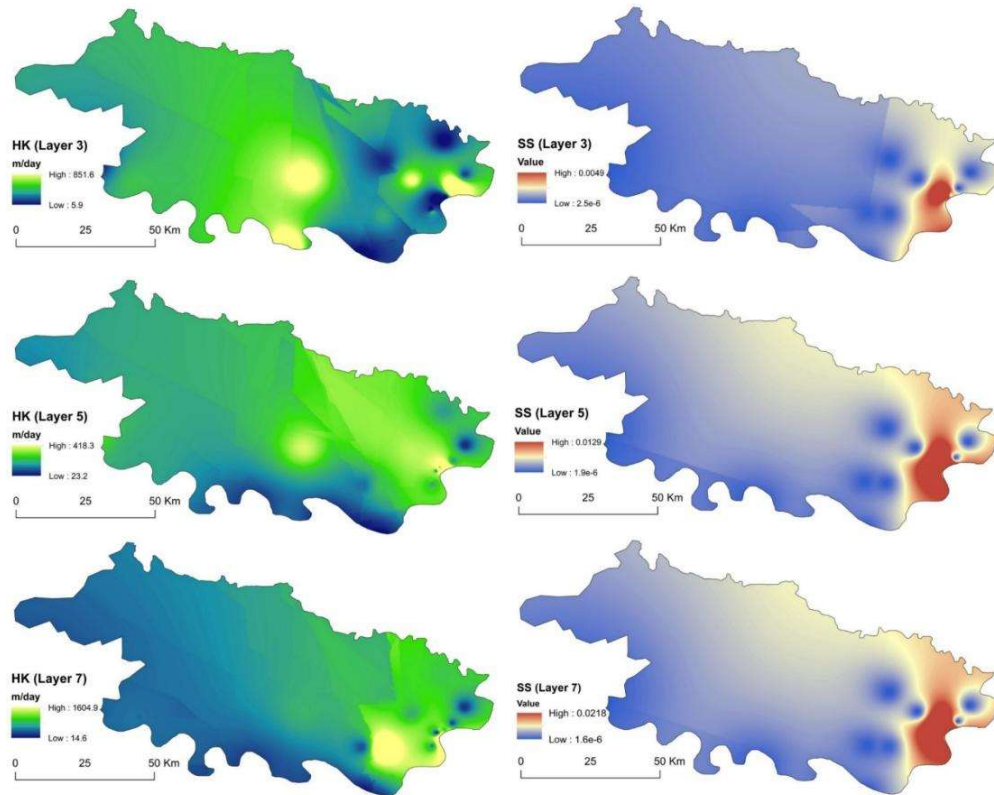 HK (Layer 3)
m/day
High : 851.6
Low : 5.9
0 25 50 Km
SS (Layer 3)
Value
High : 0.0049
Low : 2.5e-6
0 25 50 Km
HK (Layer 5)
m/day
High : 418.3
Low : 23.2
0 25 50 Km
SS (Layer 5)
Value
High : 0.0129
Low : 1.9e-6
0 25 50 Km
HK (Layer 7)
m/day
High : 1604.9
Low : 14.6
0 25 50 Km
SS (Layer 7)
Value
High : 0.0218
Low : 1.6e-6
0 25 50 Km